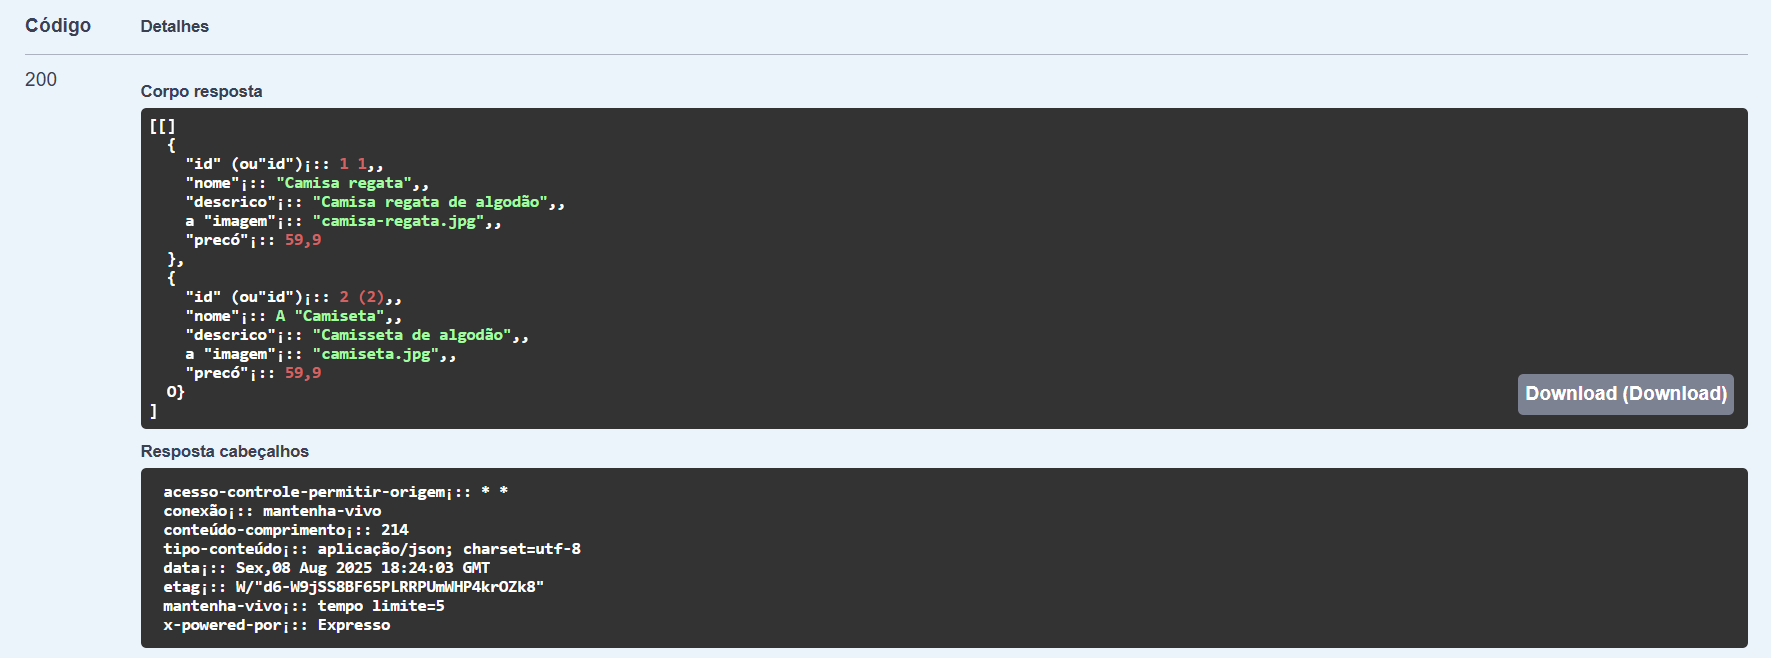 Código Detalhes
200
Corpo resposta
[[]
{
"id" (ou"id")¡:: 1 1,,
"nome"¡:: "Camisa regata",,
"descrico"¡:: "Camisa regata de algodão",,
a "imagem"¡:: "camisa-regata.jpg",,
"precó"¡:: 59,9
},
{
"id" (ou"id")¡:: 2 (2),,
"nome"¡:: A "Camiseta",,
"descrico"¡:: "Camisseta de algodão",,
a "imagem"¡:: "camiseta.jpg",,
"precó"¡:: 59,9
O}
]
Download (Download)
Resposta cabeçalhos
acesso-controle-permitir-origem¡:: * *
conexão¡:: mantenha-vivo
conteúdo-comprimento¡:: 214
tipo-conteúdo¡:: aplicação/json; charset=utf-8
data¡:: Sex,08 Aug 2025 18:24:03 GMT
etag¡:: W/"d6-W9jSS8BF65PLRRPUmWHP4krOZk8"
mantenha-vivo¡:: tempo limite=5
x-powered-por¡:: Expresso